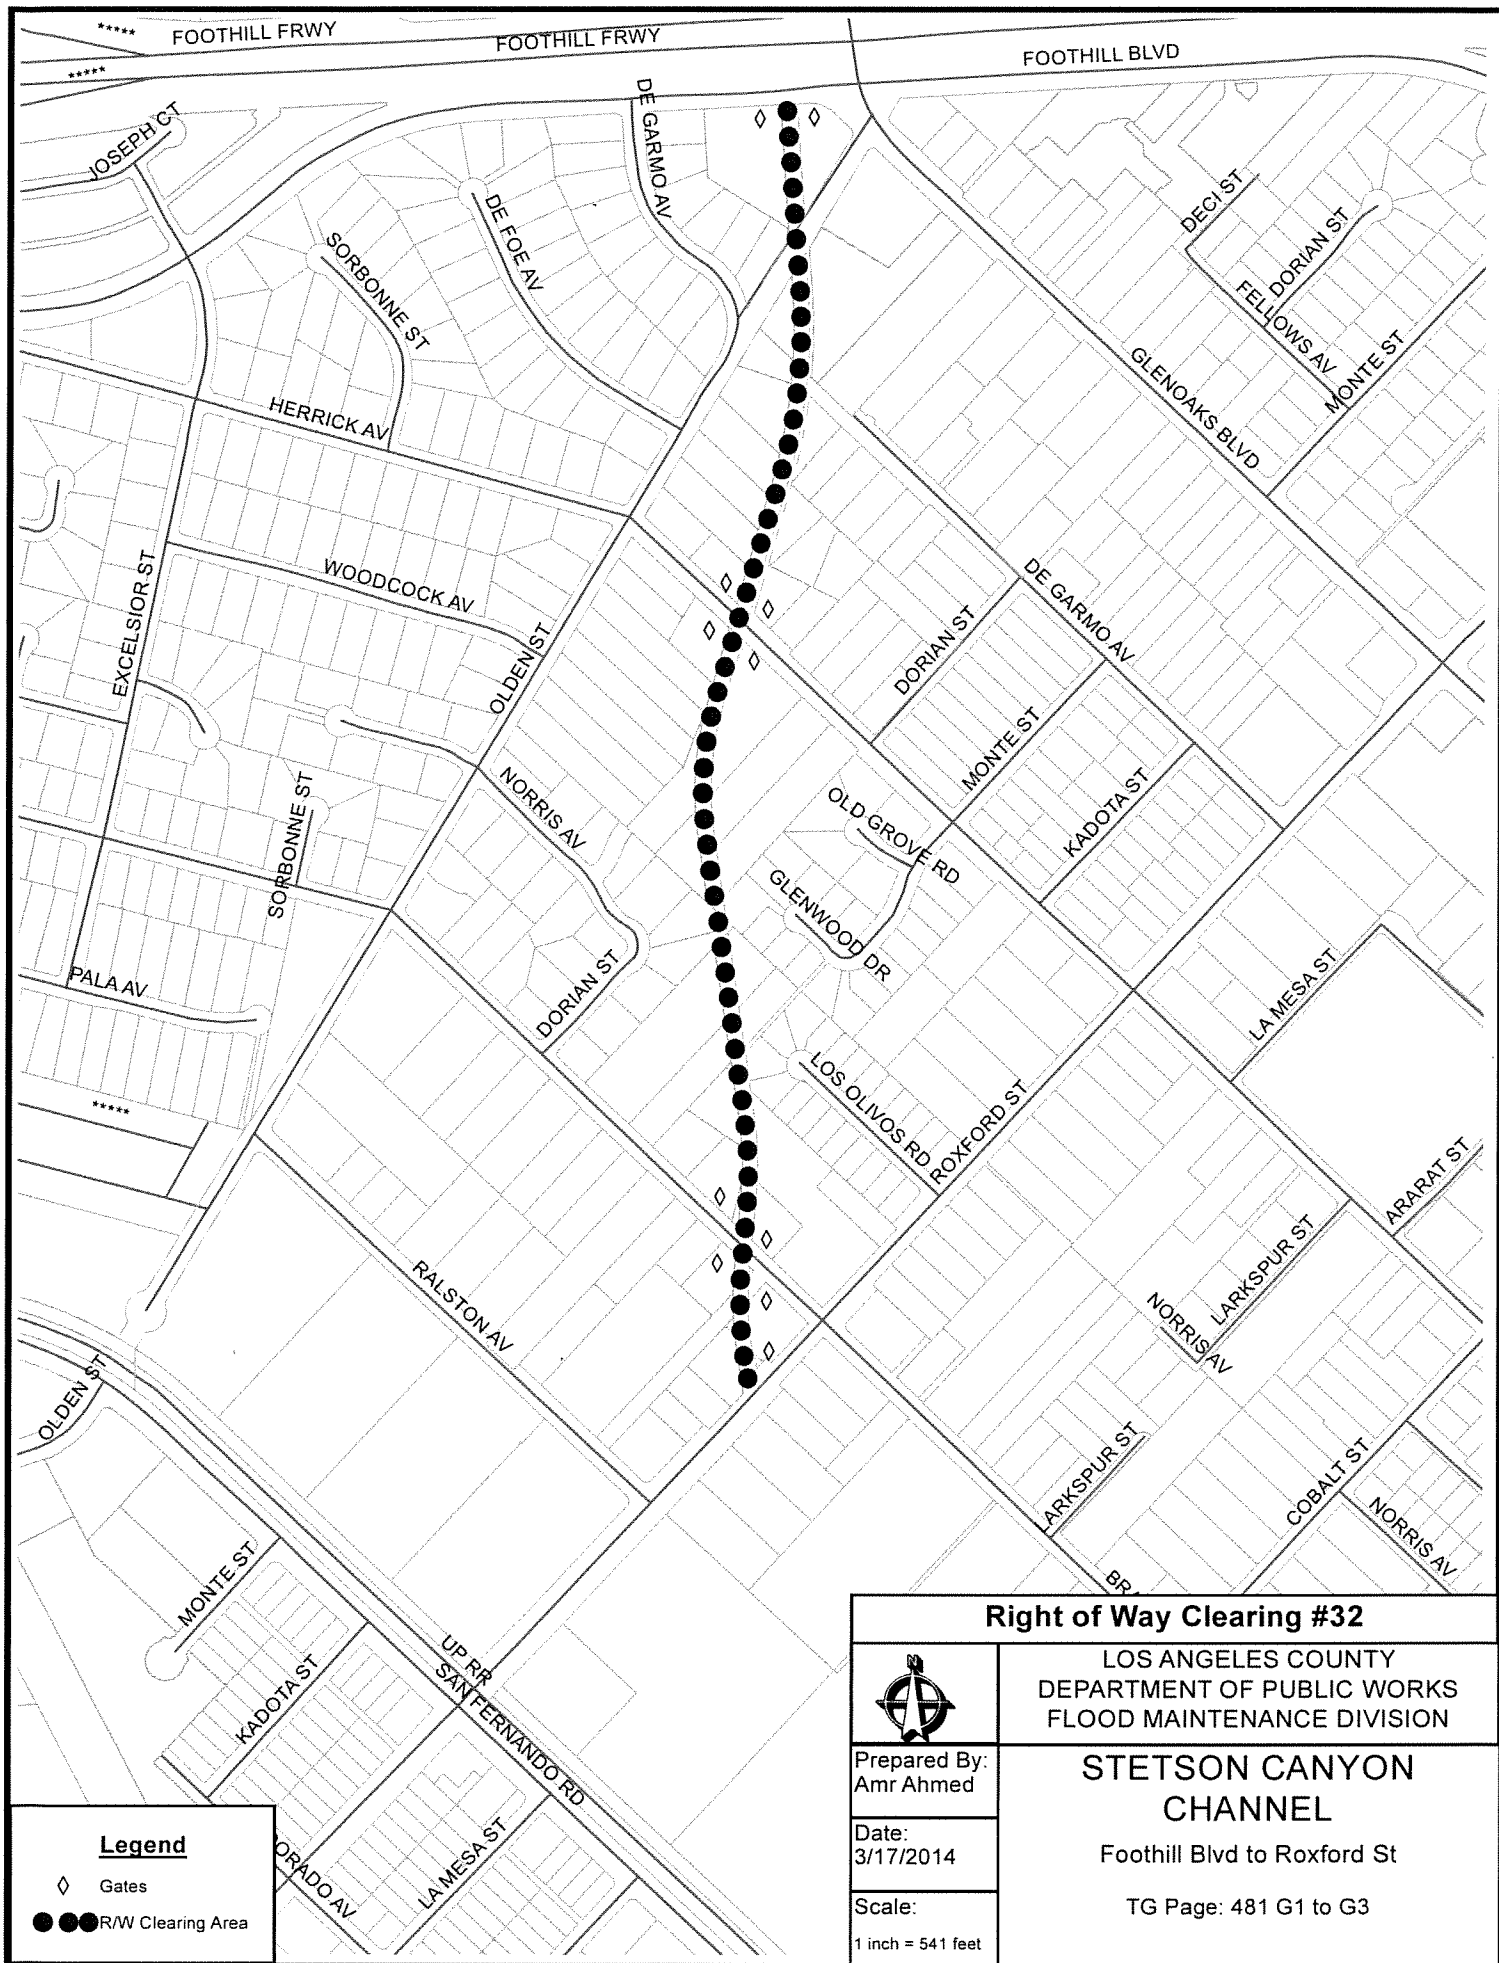 *****
FOOTHILL FRWY
FOOTHILL FRWY
FOOTHILL BLVD
*****
JOSEPH CT
DE GARMO AV
DE FOE AV
SORBONNE ST
DECI ST
DORIAN ST
FELLOWS AV
MONTE ST
GLENOAKS BLVD
HERRICK AV
WOODCOCK AV
EXCELSIOR ST
OLDEN ST
DE GARMO AV
DORIAN ST
MONTE ST
KADOTA ST
NORRIS AV
SORBONNE ST
OLD GROVE RD
GLENWOOD DR
PALA AV
DORIAN ST
LA MESA ST
LOS OLIVOS RD
ROXFORD ST
*****
ARARAT ST
LARKSPUR ST
NORRIS AV
RALSTON AV
OLDEN ST
LARKSPUR ST
COBALT ST
NORRIS AV
BRA
MONTE ST
KADOTA ST
UP RR
SAN FERNANDO RD
LA MESA ST
ORADO AV
Legend
Gates
R/W Clearing Area
Right of Way Clearing #32
N
LOS ANGELES COUNTY
DEPARTMENT OF PUBLIC WORKS
FLOOD MAINTENANCE DIVISION
Prepared By:
Amr Ahmed
Date:
3/17/2014
Scale:
1 inch = 541 feet
STETSON CANYON
CHANNEL
Foothill Blvd to Roxford St
TG Page: 481 G1 to G3